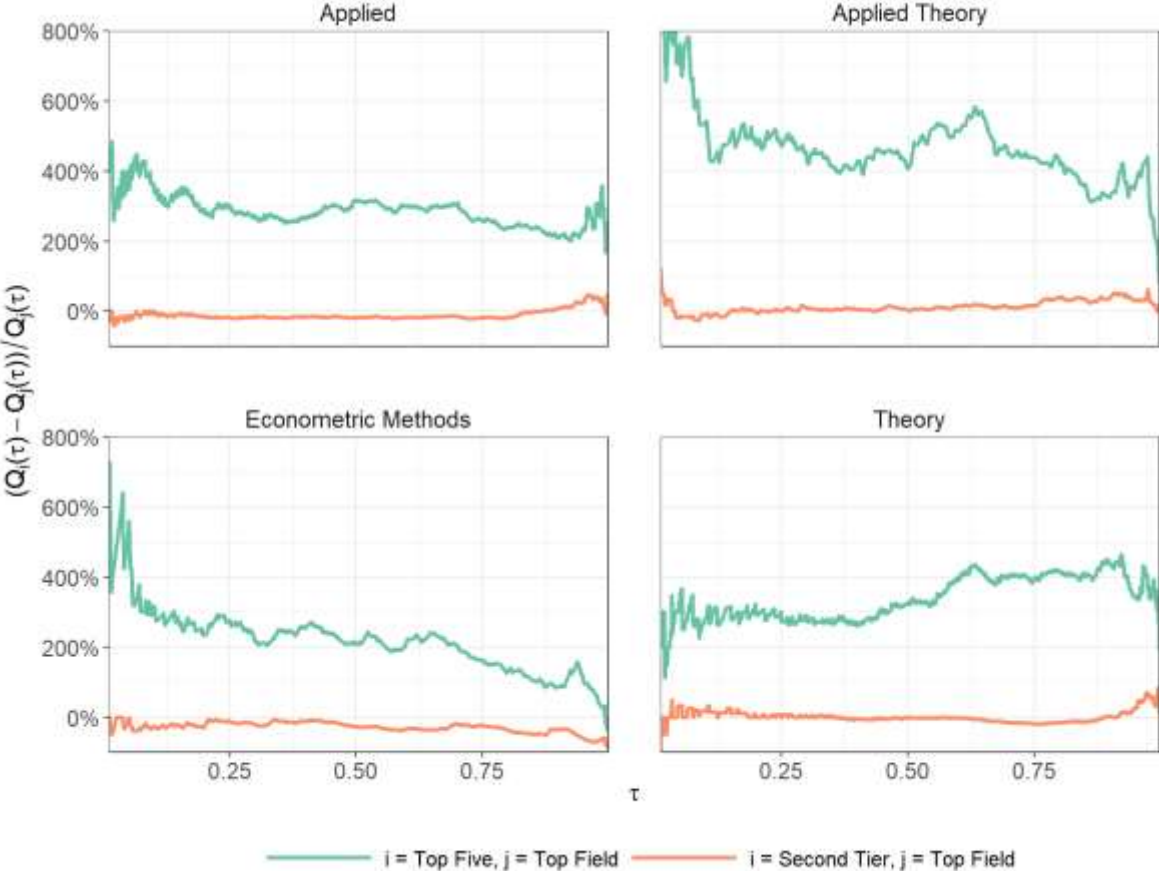 Applied
Applied Theory
800%
600%
400%
200%
0%
(Qi(τ) − Qj(τ))/Qj(τ)
Econometric Methods
Theory
800%
600%
400%
200%
0%
0.25 0.50 0.75
0.25 0.50 0.75
τ
i = Top Five, j = Top Field
i = Second Tier, j = Top Field